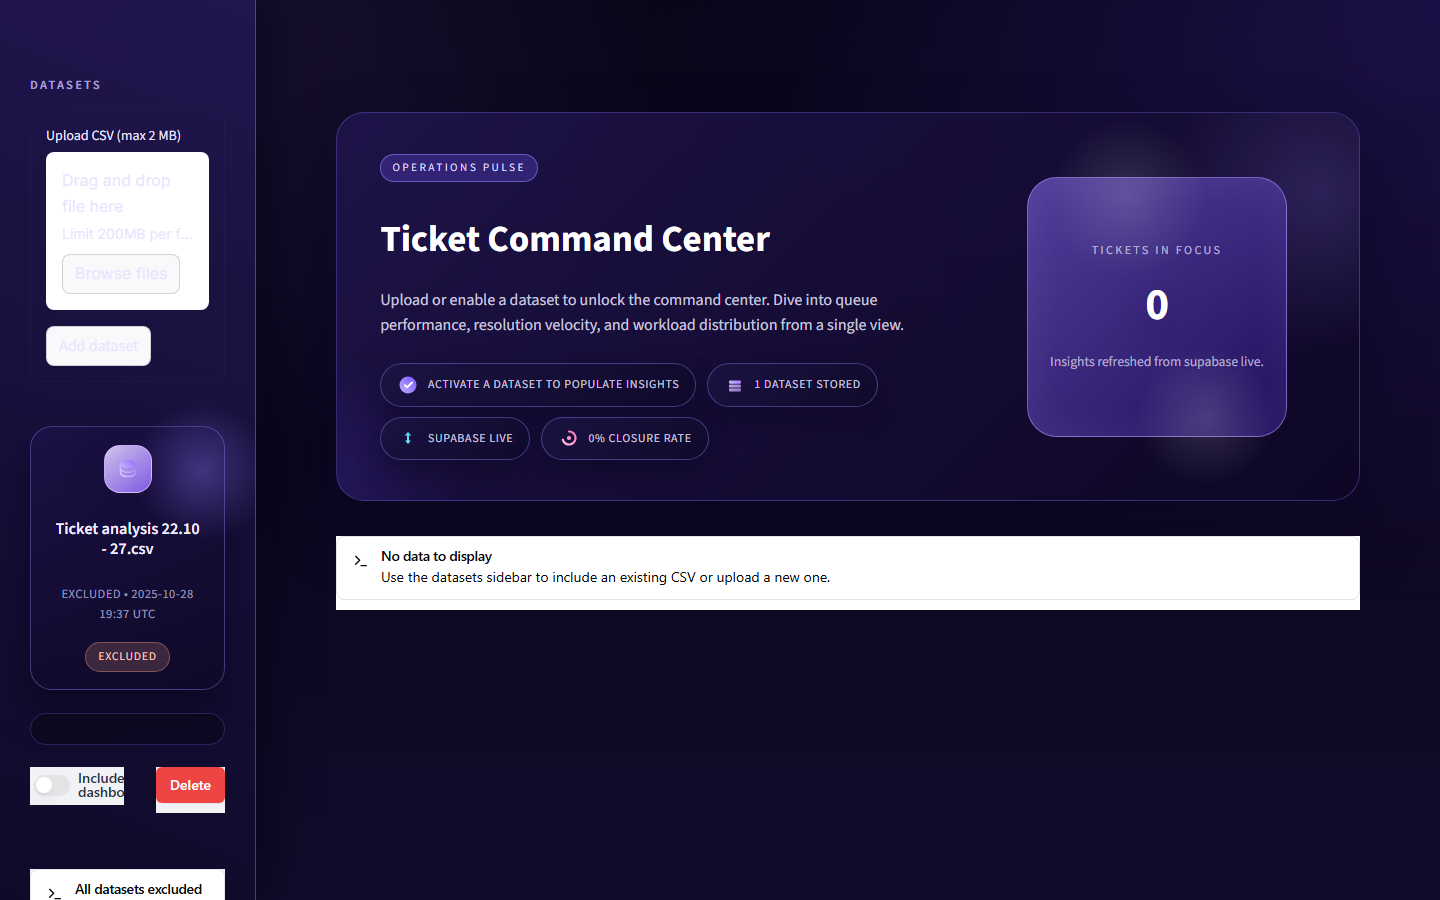 DATASETS
Upload CSV (max 2 MB)
Drag and drop
file here
Limit 200MB per f...
Browse files
Add dataset
Ticket analysis 22.10
- 27.csv
EXCLUDED • 2025-10-28
19:37 UTC
EXCLUDED
Include
dashbo
Delete
All datasets excluded
OPERATIONS PULSE
Ticket Command Center
Upload or enable a dataset to unlock the command center. Dive into queue
performance, resolution velocity, and workload distribution from a single view.
ACTIVATE A DATASET TO POPULATE INSIGHTS
1 DATASET STORED
SUPABASE LIVE
0% CLOSURE RATE
TICKETS IN FOCUS
0
Insights refreshed from supabase live.
No data to display
Use the datasets sidebar to include an existing CSV or upload a new one.